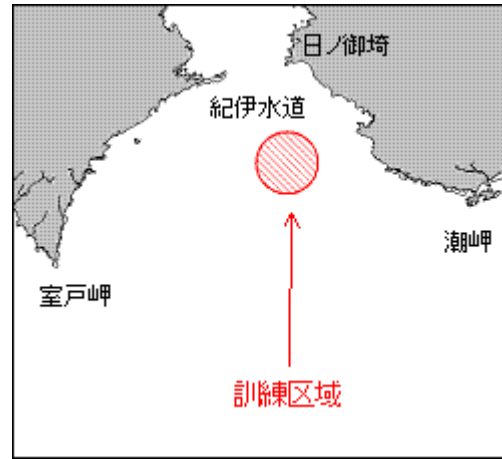 日ノ御埼
紀伊水道
潮岬
室戸岬
訓練区域